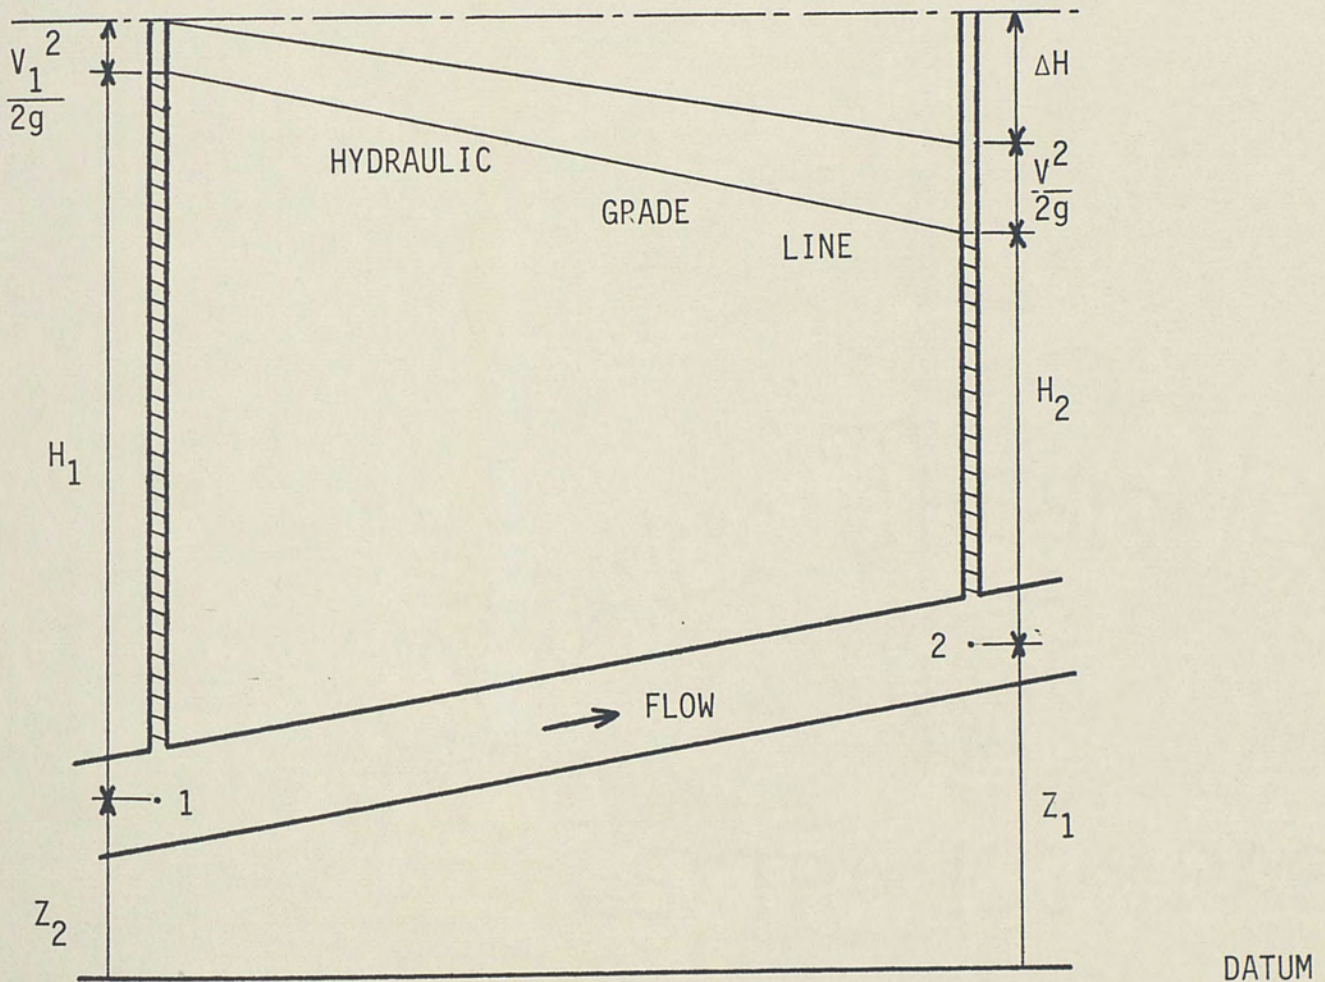 V₁²
2g
ΔH
HYDRAULIC
V²
2g
GRADE
LINE
H₁
H₂
2
FLOW
1
Z₁
Z₂
DATUM